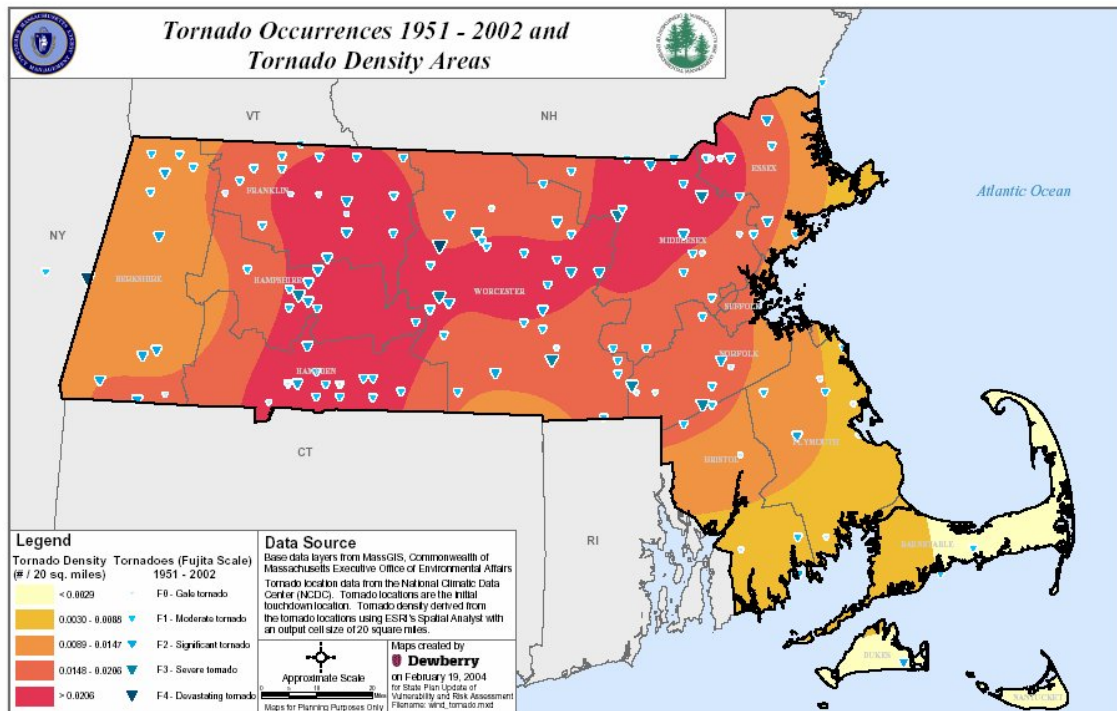 Tornado Occurrences 1951 - 2002 and
Tornado Density Areas
VT
NH
NY
CT
RI
Atlantic Ocean
BERKSHIRE
FRANKLIN
HAMPSHIRE
HAMPDEN
WORCESTER
MIDDLESEX
ESSEX
SUFFOLK
NORFOLK
BRISTOL
PLYMOUTH
BARNSTABLE
DUKES
NANTUCKET
Legend
Tornado Density
(# / 20 sq. miles)
< 0.0029
0.0030 - 0.0088
0.0089 - 0.0147
0.0148 - 0.0206
> 0.0206
Tornadoes (Fujita Scale)
1951 - 2002
F0 - Gale tornado
F1 - Moderate tornado
F2 - Significant tornado
F3 - Severe tornado
F4 - Devastating tornado
Data Source
Base data layers from MassGIS, Commonwealth of
Massachusetts Executive Office of Environmental Affairs
Tornado location data from the National Climatic Data
Center (NCDC). Tornado locations are the initial
touchdown location. Tornado density derived from
the tornado locations using ESRI's Spatial Analyst with
an output cell size of 20 square miles.
Approximate Scale
0 5 10 20
Miles
Maps for Planning Purposes Only
Maps created by
Dewberry
on February 19, 2004
for State Plan Update of
Vulnerability and Risk Assessment
Filename: wind_tornado.mxd